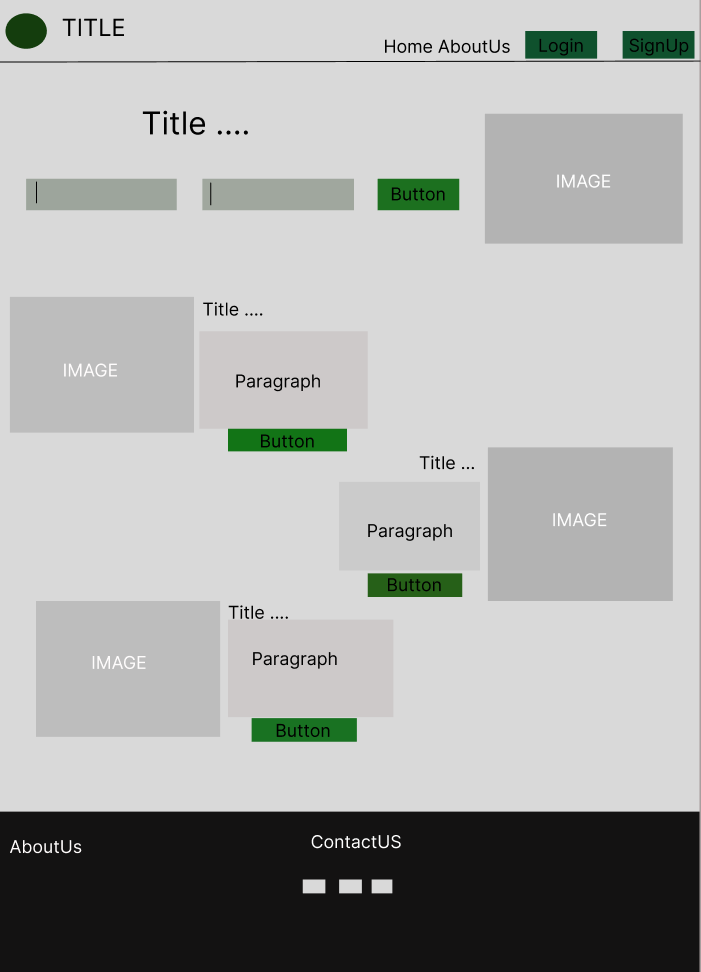 TITLE
Home AboutUs Login SignUp
Title ....
Button
IMAGE
IMAGE
Title ....
Paragraph
Button
Title ...
Paragraph
Button
IMAGE
IMAGE
Title ....
Paragraph
Button
AboutUs
ContactUS